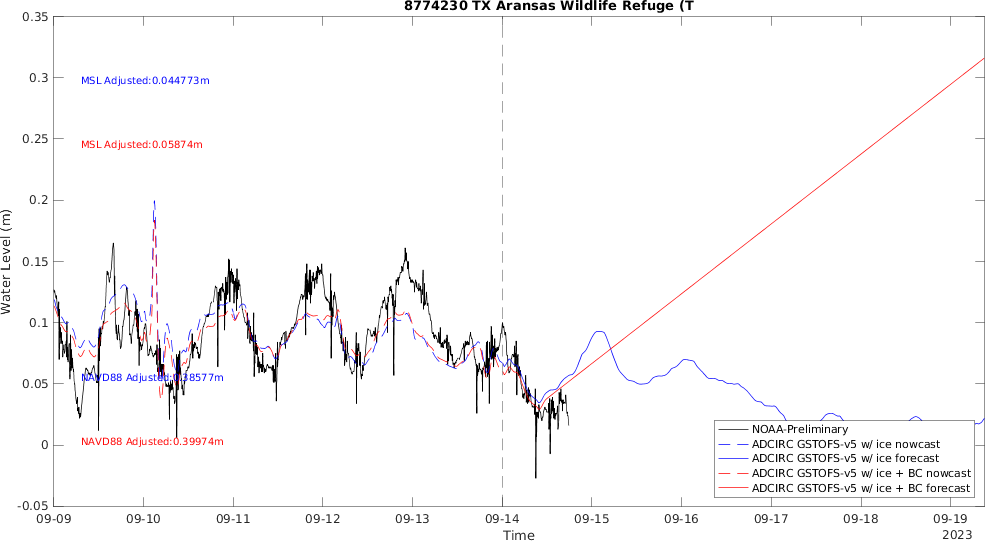 8774230 TX Aransas Wildlife Refuge (T
0.35
0.3
0.25
0.2
0.15
0.1
0.05
0
-0.05
Water Level (m)
MSL Adjusted:0.044773m
MSL Adjusted:0.05874m
NAVD88 Adjusted:0.38577m
NAVD88 Adjusted:0.39974m
NOAA-Preliminary
ADCIRC GSTOFS-v5 w/ ice nowcast
ADCIRC GSTOFS-v5 w/ ice forecast
ADCIRC GSTOFS-v5 w/ ice + BC nowcast
ADCIRC GSTOFS-v5 w/ ice + BC forecast
09-09 09-10 09-11 09-12 09-13 09-14 09-15 09-16 09-17 09-18 09-19
Time
2023